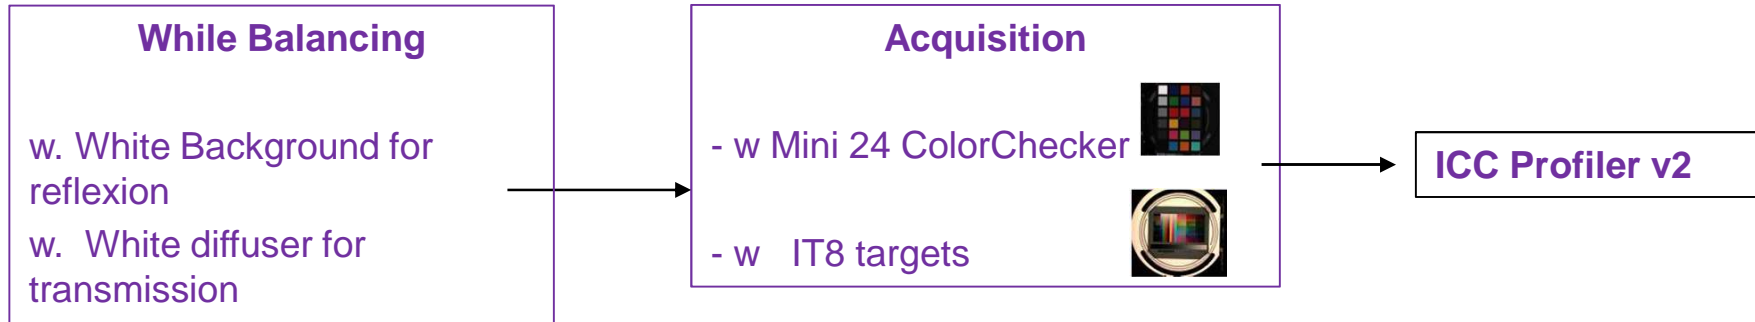 While Balancing
w. White Background for
reflexion
w. White diffuser for
transmission
Acquisition
- w Mini 24 ColorChecker
- w IT8 targets
ICC Profiler v2